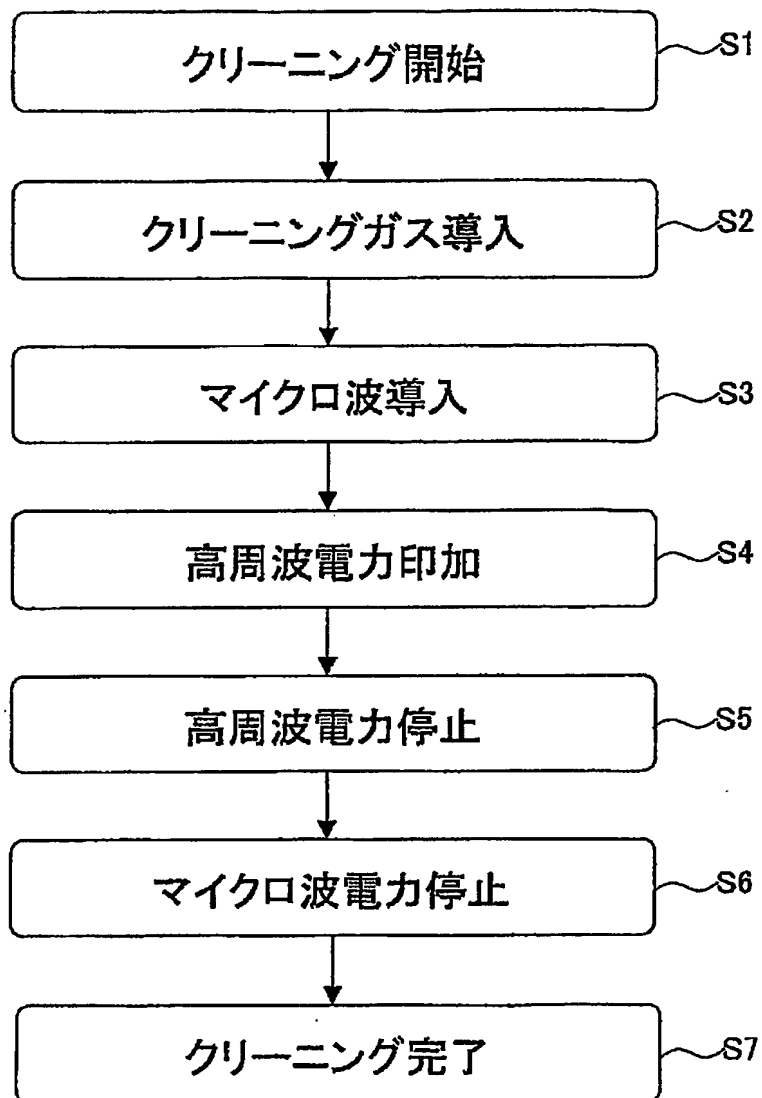 クリーニング開始 S1
クリーニングガス導入 S2
マイクロ波導入 S3
高周波電力印加 S4
高周波電力停止 S5
マイクロ波電力停止 S6
クリーニング完了 S7